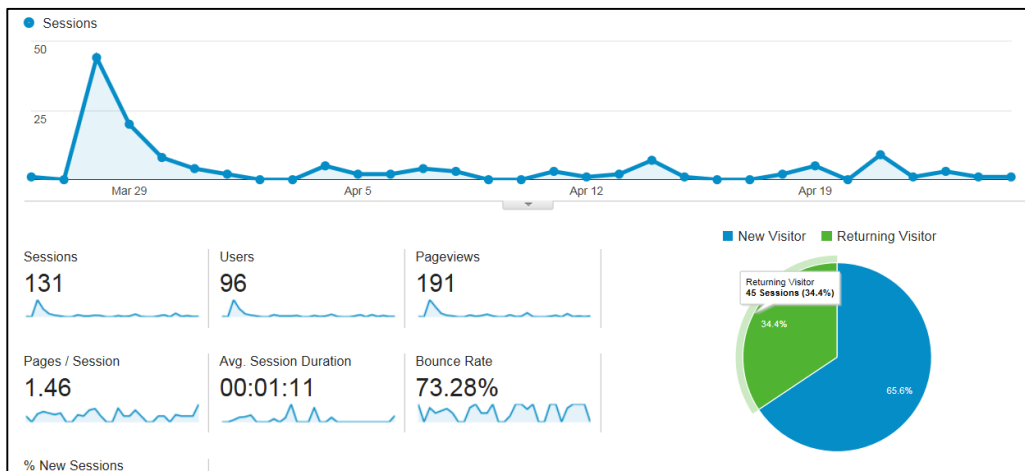 Sessions
50
25
Mar 29 Apr 5 Apr 12 Apr 19
New Visitor Returning Visitor
Sessions Users Pageviews
131 96 191
Returning Visitor
45 Sessions (34.4%)
34.4%
65.6%
Pages / Session Avg. Session Duration Bounce Rate
1.46 00:01:11 73.28%
% New Sessions